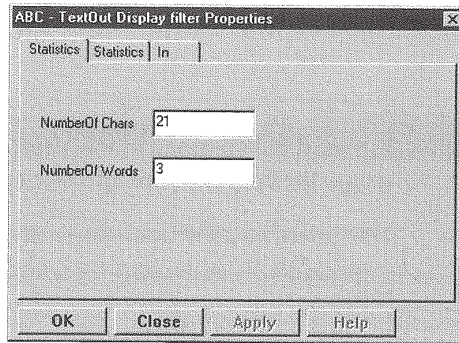 ABC - TextOut Display filter Properties
Statistics Statistics In
NumberOf Chars 21
NumberOf Words 3
OK Close Apply Help